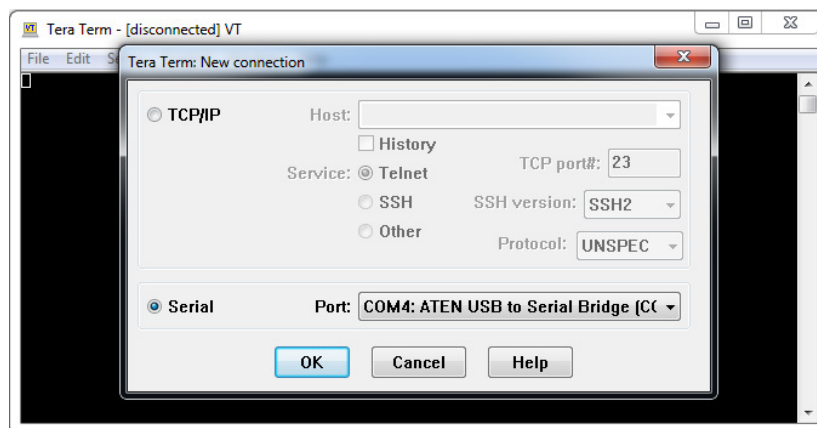 VT Tera Term - [disconnected] VT
File Edit
Tera Term: New connection
TCP/IP Host:
History
Service: Telnet TCP port#: 23
SSH SSH version: SSH2
Other Protocol: UNSPEC
Serial Port: COM4: ATEN USB to Serial Bridge (C
OK Cancel Help